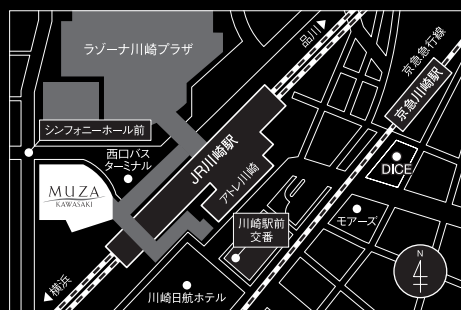 品川
ラゾーナ川崎プラザ
京急急行線
京急川崎駅
シンフォニーホール前
西口バス
ターミナル
JR川崎駅
アトレ川崎
DICE
MUZA
KAWASAKI
川崎駅前
交番
モアーズ
N
横浜
川崎日航ホテル